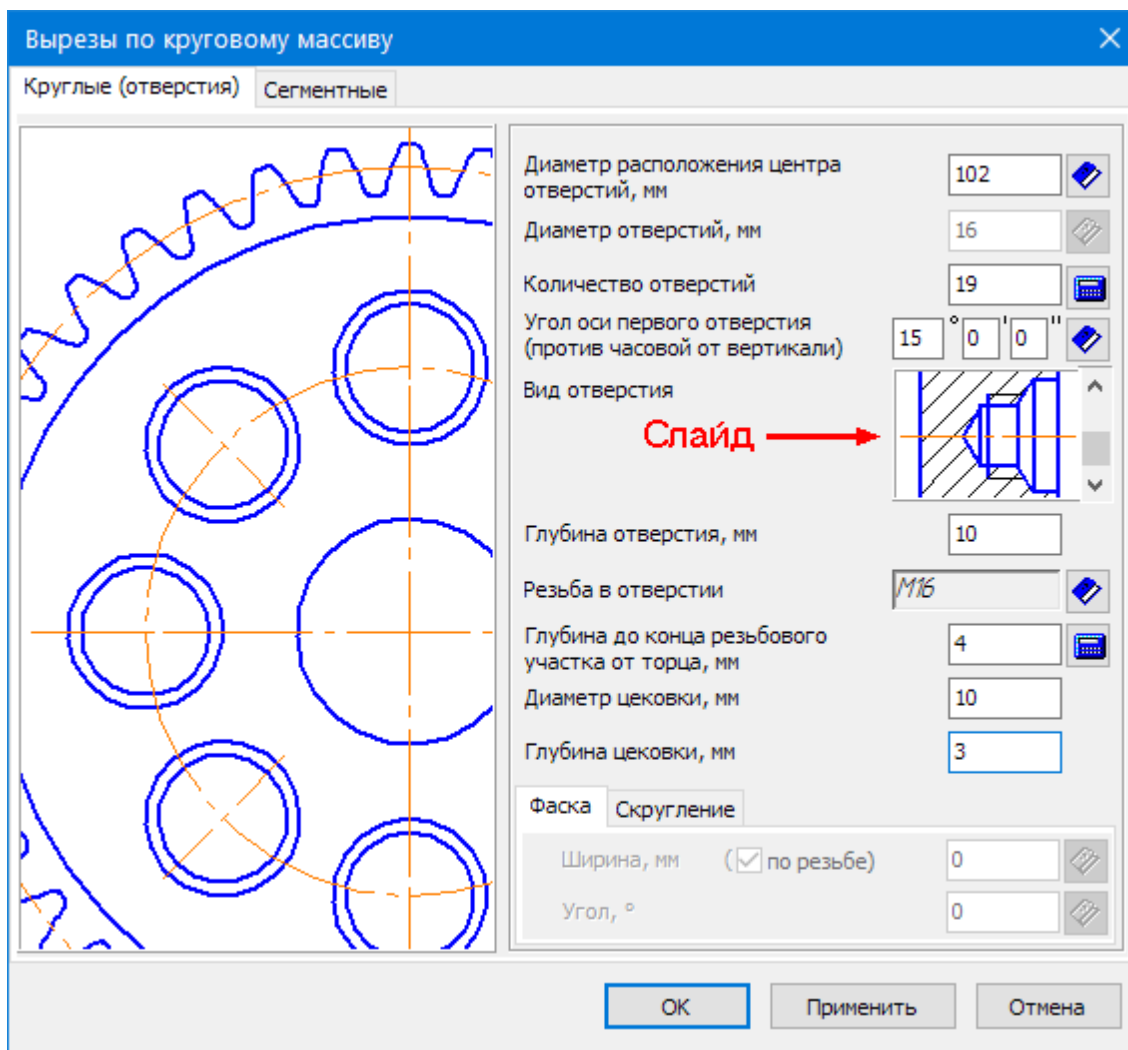 Вырезы по круговому массиву
Круглые (отверстия) Сегментные
Диаметр расположения центра
отверстий, мм
102
Диаметр отверстий, мм 16
Количество отверстий 19
Угол оси первого отверстия
(против часовой от вертикали)
15 ° 0 ' 0 "
Вид отверстия
Слайд
Глубина отверстия, мм 10
Резьба в отверстии М16
Глубина до конца резьбового
участка от торца, мм
4
Диаметр цековки, мм 10
Глубина цековки, мм 3
Фаска Скругление
Ширина, мм ( по резьбе) 0
Угол, ° 0
OK Применить Отмена